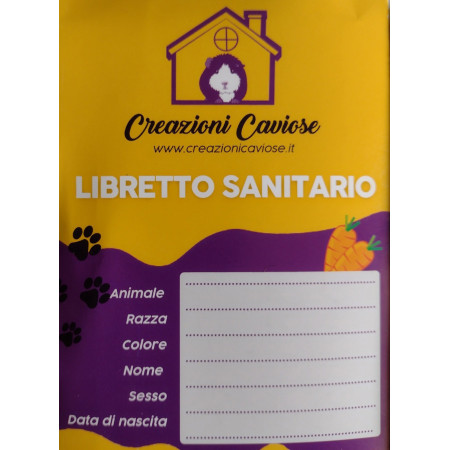 Creazioni Caviose
www.creazionicaviose.it
LIBRETTO SANITARIO
Animale
Razza
Colore
Nome
Sesso
Data di nascita